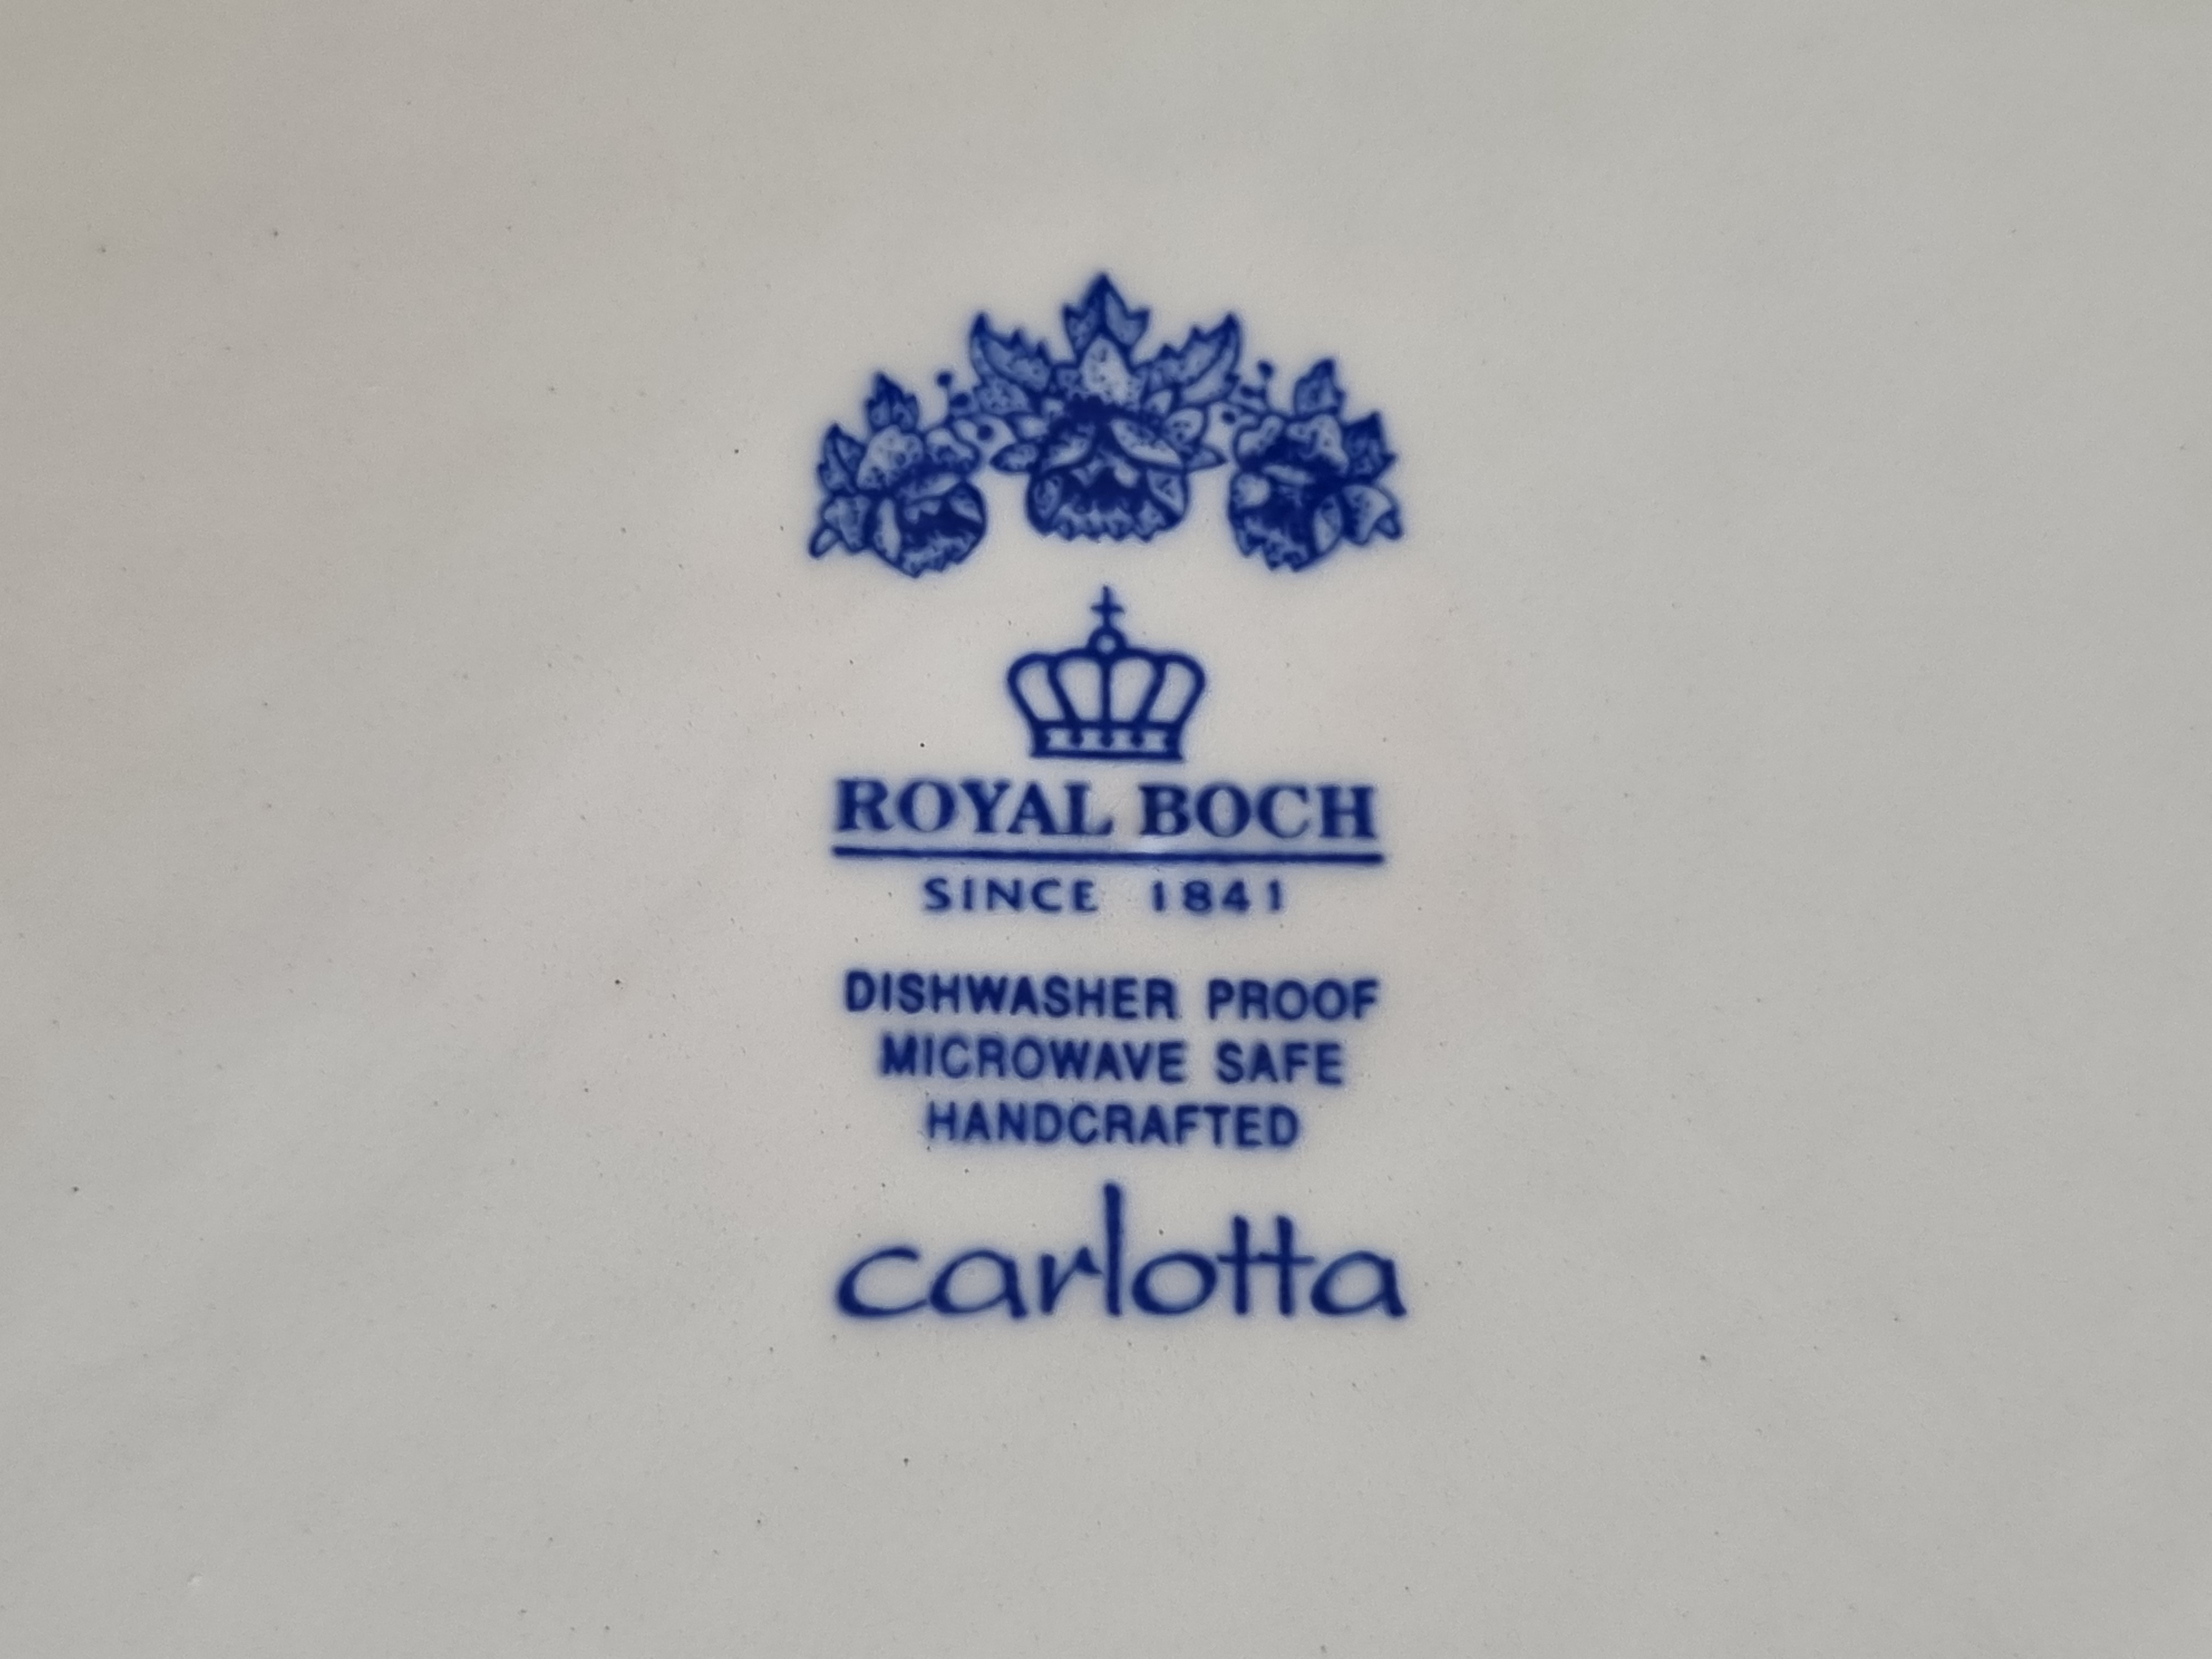 ROYAL BOCH
SINCE 1841
DISHWASHER PROOF
MICROWAVE SAFE
HANDCRAFTED
carlotta